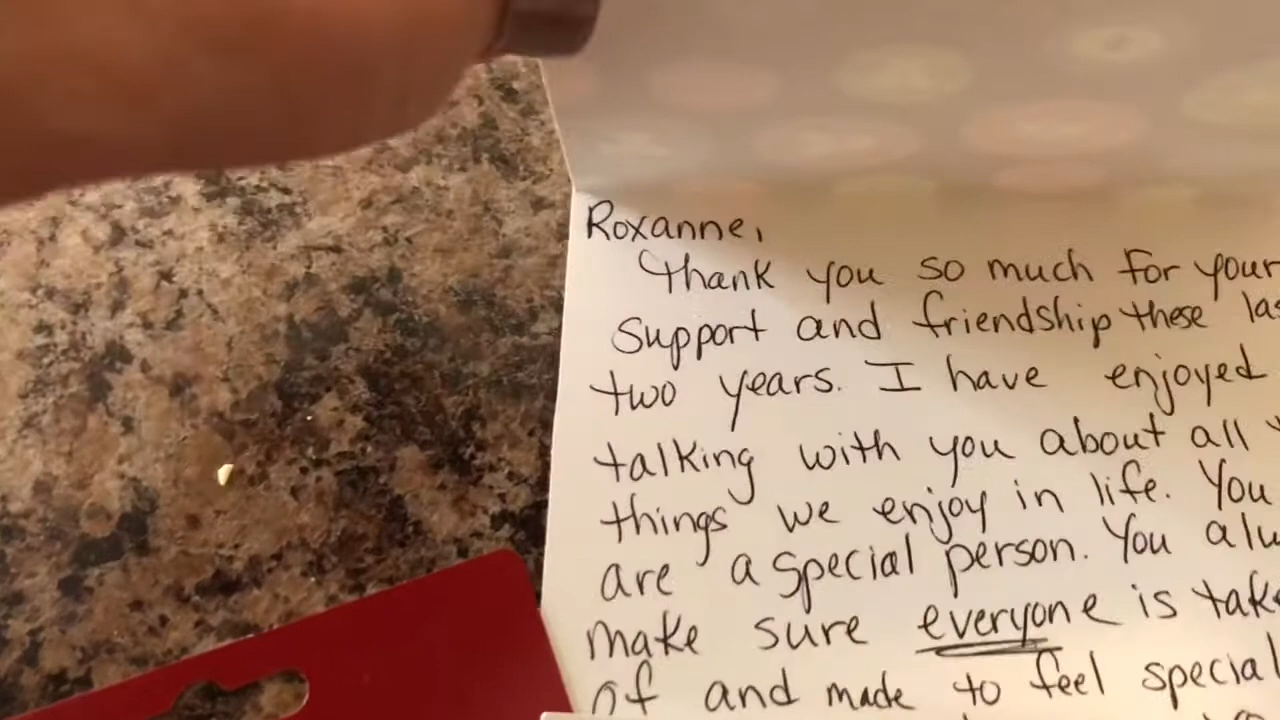 Roxanne,
Thank you so much for your
support and friendship these
two years. I have enjoyed
talking with you about all
things we enjoy in life. You
are a special person. You
make sure everyone is
of and made to feel special